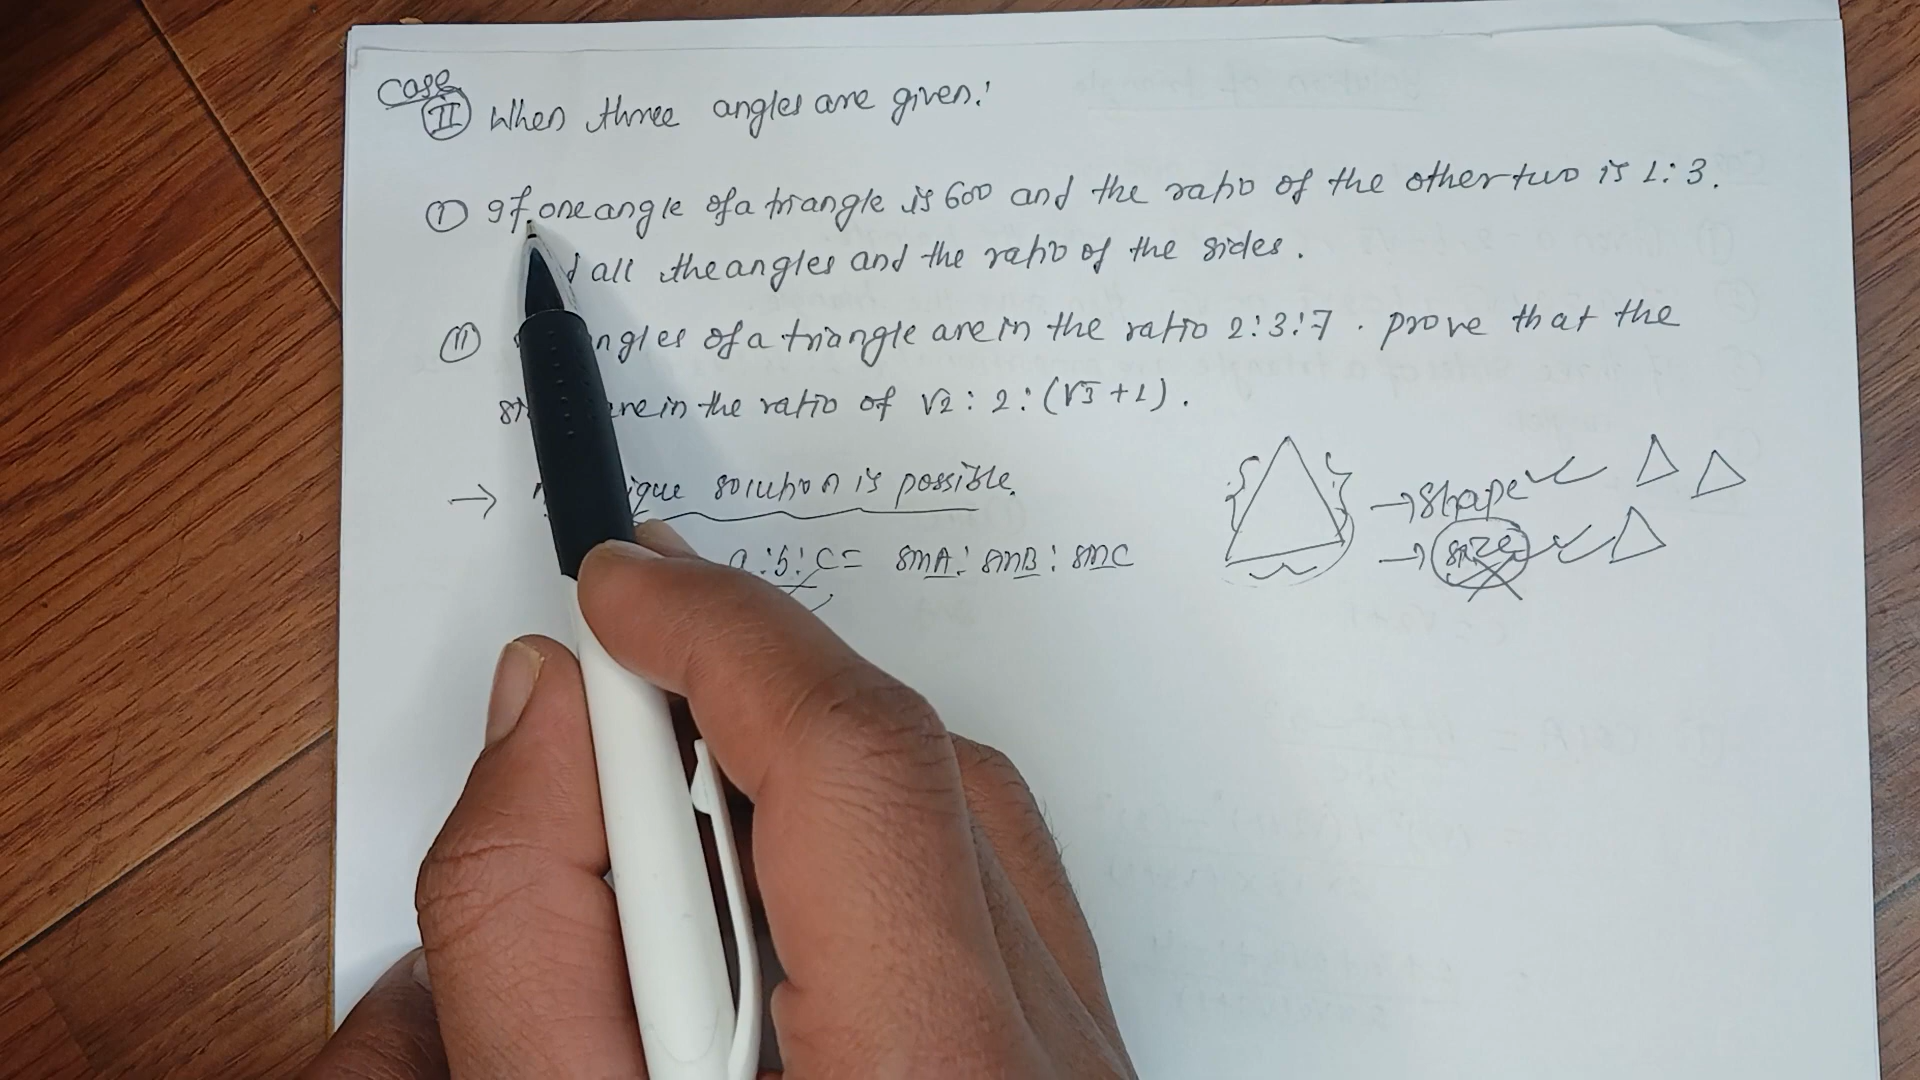 Case
II When three angles are given:
I If one angle of a triangle is 600 and the ratio of the other two is 1:3.
all the angles and the ratio of the sides.
II ngles of a triangle are in the ratio 2:3:7. prove that the
are in the ratio of √2 : 2 : (√3+1).
→ ique solution is possible.
a:b:c = sinA : sinB : sinC
→ shape
→ size